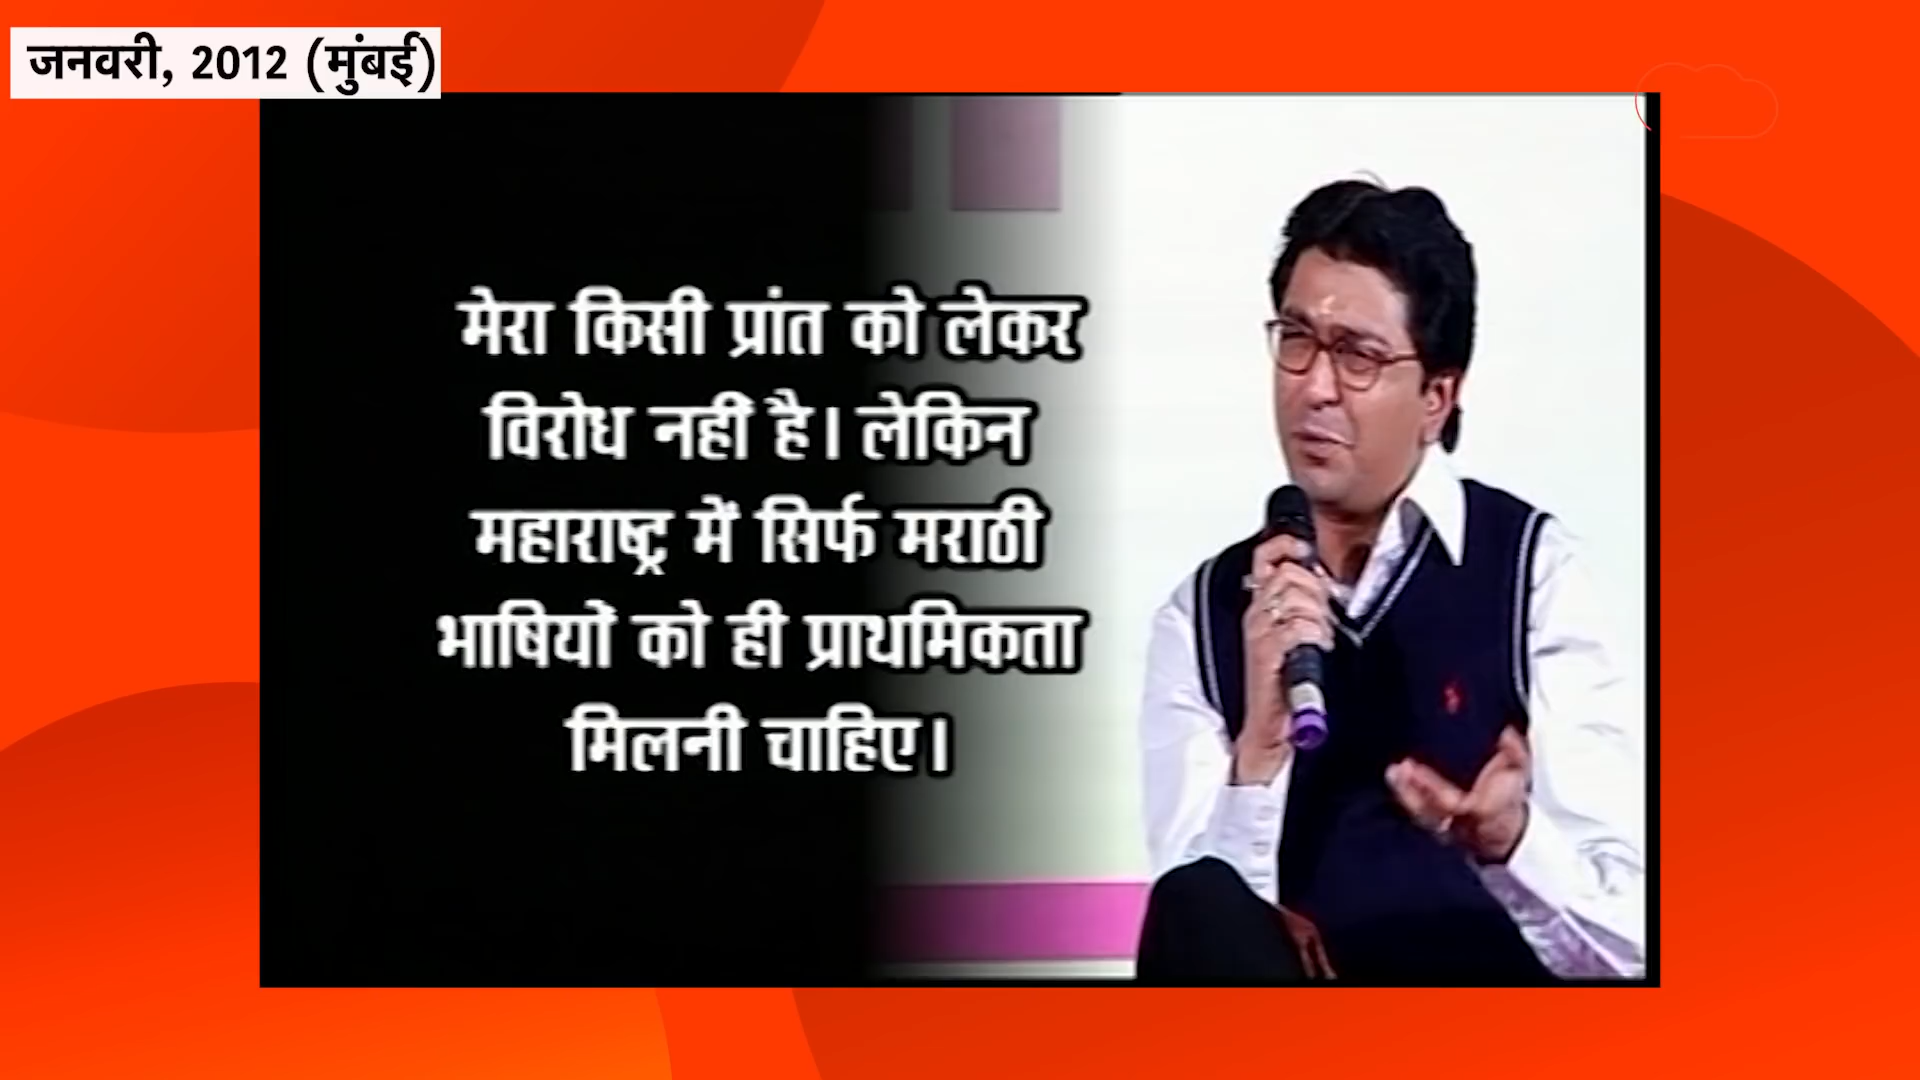 जनवरी, 2012 (मुंबई)
मेरा किसी प्रांत को लेकर
विरोध नहीं है। लेकिन
महाराष्ट्र में सिर्फ मराठी
भाषियों को ही प्राथमिकता
मिलनी चाहिए।